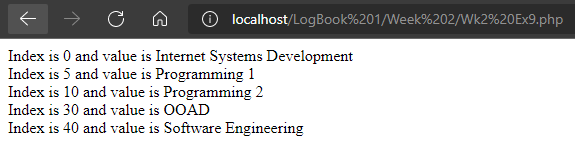 localhost/LogBook%201/Week%202/Wk2%20Ex9.php
Index is 0 and value is Internet Systems Development
Index is 5 and value is Programming 1
Index is 10 and value is Programming 2
Index is 30 and value is OOAD
Index is 40 and value is Software Engineering